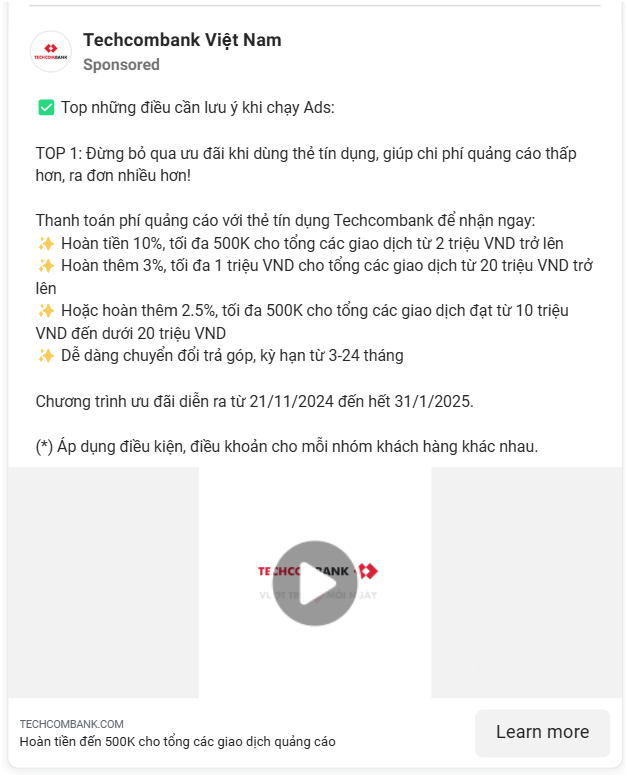 Techcombank Việt Nam
TECHCOMBANK
Sponsored
✅ Top những điều cần lưu ý khi chạy Ads:
TOP 1: Đừng bỏ qua ưu đãi khi dùng thẻ tín dụng, giúp chi phí quảng cáo thấp
hơn, ra đơn nhiều hơn!
Thanh toán phí quảng cáo với thẻ tín dụng Techcombank để nhận ngay:
✨ Hoàn tiền 10%, tối đa 500K cho tổng các giao dịch từ 2 triệu VND trở lên
✨ Hoàn thêm 3%, tối đa 1 triệu VND cho tổng các giao dịch từ 20 triệu VND trở
lên
✨ Hoặc hoàn thêm 2.5%, tối đa 500K cho tổng các giao dịch đạt từ 10 triệu
VND đến dưới 20 triệu VND
✨ Dễ dàng chuyển đổi trả góp, kỳ hạn từ 3-24 tháng
Chương trình ưu đãi diễn ra từ 21/11/2024 đến hết 31/1/2025.
(*) Áp dụng điều kiện, điều khoản cho mỗi nhóm khách hàng khác nhau.
TECHCOMBANK
MỖI NGÀY
TECHCOMBANK.COM
Hoàn tiền đến 500K cho tổng các giao dịch quảng cáo
Learn more